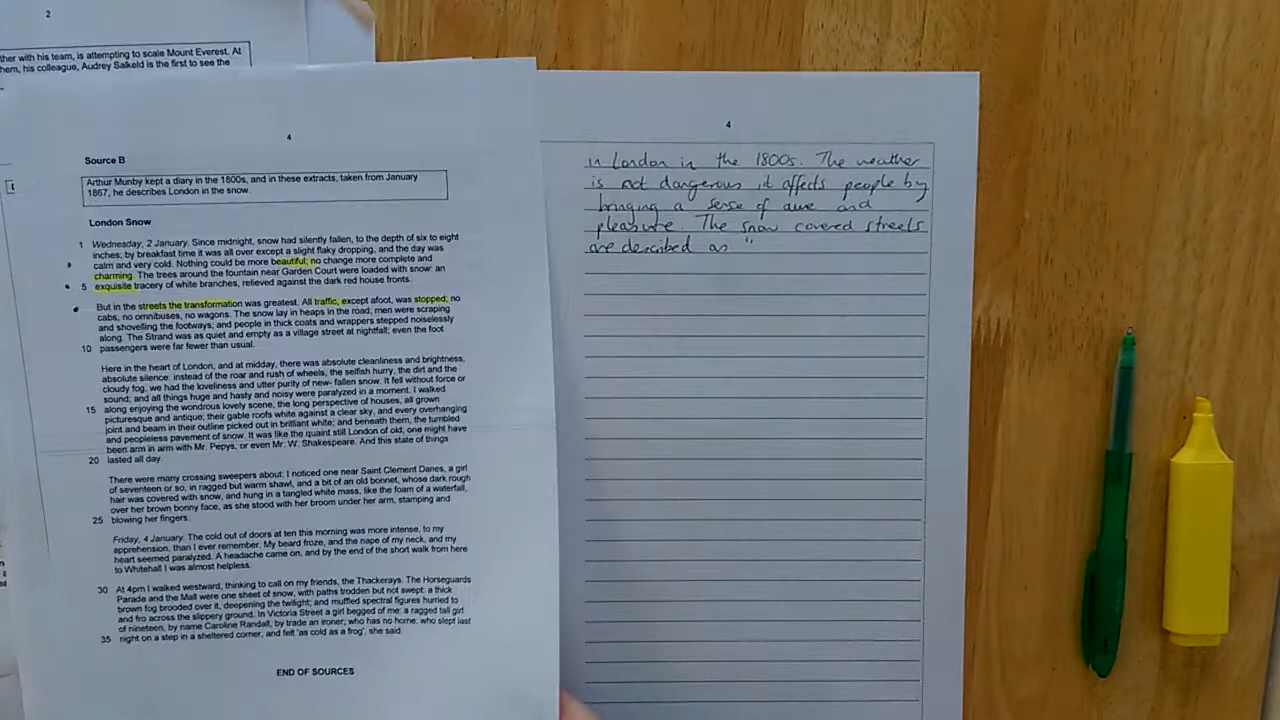 2
ther with his team, is attempting to scale Mount Everest. At
hem, his colleague, Audrey Salkeld is the first to see the
4
Source B
Arthur Munby kept a diary in the 1800s, and in these extracts, taken from January
1867, he describes London in the snow.
London Snow
1 Wednesday, 2 January. Since midnight, snow had silently fallen, to the depth of six to eight
inches; by breakfast time it was all over except a slight flaky dropping, and the day was
calm and very cold. Nothing could be more beautiful; no change more complete and
charming. The trees around the fountain near Garden Court were loaded with snow: an
5 exquisite tracery of white branches, relieved against the dark red house fronts.
But in the streets the transformation was greatest. All traffic, except afoot, was stopped; no
cabs, no omnibuses, no wagons. The snow lay in heaps in the road; men were scraping
and shovelling the footways, and people in thick coats and wrappers stepped noiselessly
along. The Strand was as quiet and empty as a village street at nightfall; even the foot
10 passengers were far fewer than usual.
Here in the heart of London, and at midday, there was absolute cleanliness and brightness,
absolute silence: instead of the roar and rush of wheels, the selfish hurry, the dirt and the
cloudy fog, we had the loveliness and utter purity of new- fallen snow. It fell without force or
sound; and all things huge and hasty and noisy were paralyzed in a moment. I walked
15 along enjoying the wondrous lovely scene, the long perspective of houses, all grown
picturesque and antique; their gable roofs white against a clear sky, and every overhanging
joint and beam in their outline picked out in brilliant white; and beneath them, the tumbled
and peopleless pavement of snow. It was like the quaint still London of old; one might have
been arm in arm with Mr. Pepys, or even Mr. W. Shakespeare. And this state of things
20 lasted all day.
There were many crossing sweepers about: I noticed one near Saint Clement Danes, a girl
of seventeen or so, in ragged but warm shawl, and a bit of an old bonnet, whose dark rough
hair was covered with snow, and hung in a tangled white mass, like the foam of a waterfall,
over her brown bonny face, as she stood with her broom under her arm, stamping and
25 blowing her fingers.
Friday, 4 January. The cold out of doors at ten this morning was more intense, to my
apprehension, than I ever remember. My beard froze, and the nape of my neck, and my
heart seemed paralyzed. A headache came on, and by the end of the short walk from here
to Whitehall I was almost helpless.
30 At 4pm I walked westward, thinking to call on my friends, the Thackerays. The Horseguards
Parade and the Mall were one sheet of snow, with paths trodden but not swept: a thick
brown fog brooded over it, deepening the twilight; and muffled spectral figures hurried to
and fro across the slippery ground. In Victoria Street a girl begged of me: a ragged tall girl
of nineteen, by name Caroline Randall, by trade an ironer; who has no home: who slept last
35 night on a step in a sheltered corner, and felt 'as cold as a frog', she said.
END OF SOURCES
4
in London in the 1800s. The weather
is not dangerous, it affects people by
bringing a sense of awe and
pleasure. The snow covered streets
are described as "